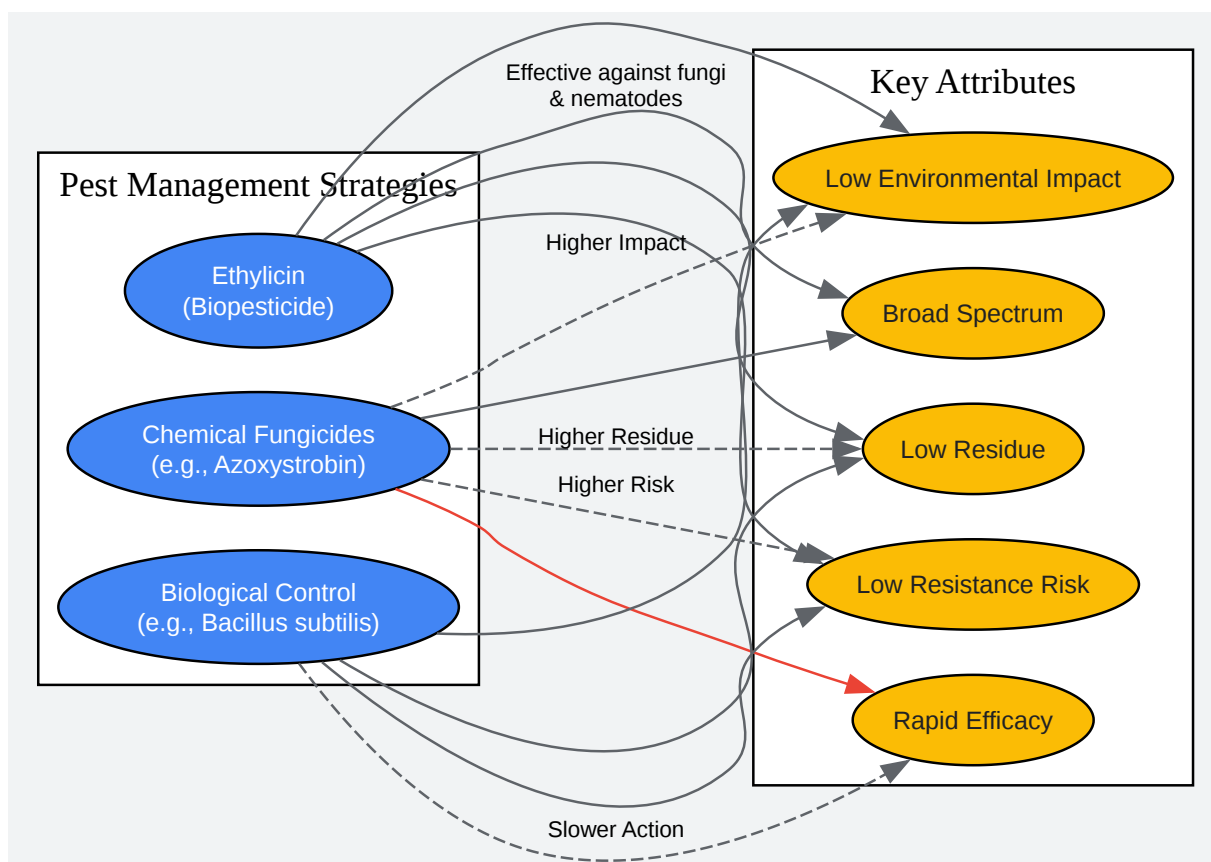 Effective against fungi
& nematodes
Key Attributes
Pest Management Strategies
Low Environmental Impact
Higher Impact
Ethylicin
(Biopesticide)
Broad Spectrum
Chemical Fungicides
(e.g., Azoxystrobin)
Higher Residue
Low Residue
Higher Risk
Biological Control
(e.g., Bacillus subtilis)
Low Resistance Risk
Rapid Efficacy
Slower Action